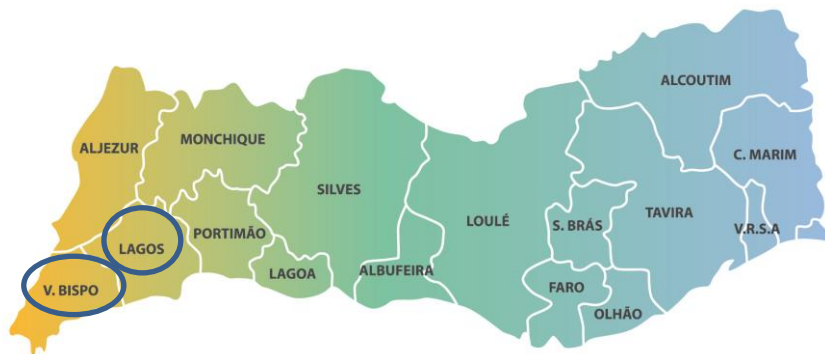 ALCOUTIM
MONCHIQUE
ALJEZUR
C. MARIM
SILVES
TAVIRA
LOULÉ
S. BRÁS
V.R.S.A
PORTIMÃO
LAGOS
LAGOA
ALBUFEIRA
V. BISPO
FARO
OLHÃO